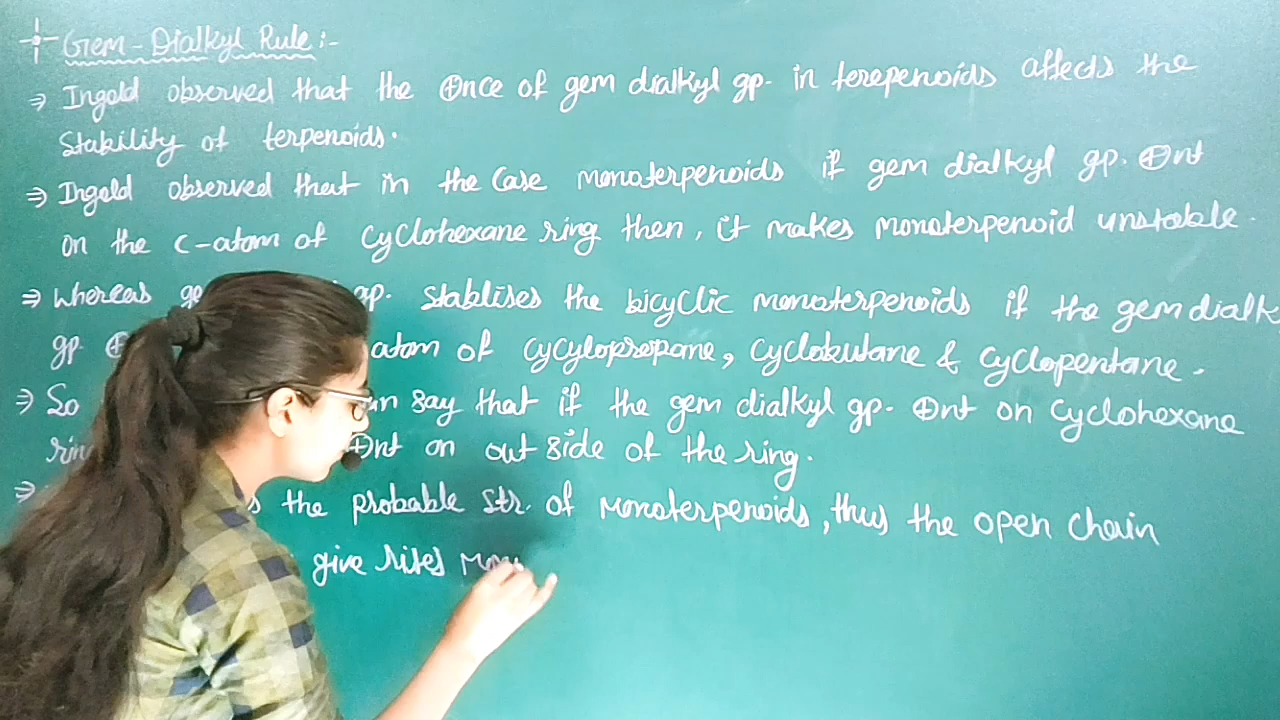 Gem-Dialkyl Rule :-
⇒ Ingold observed that the ⊕nce of gem dialkyl gp. in terepenoids affects the
Stability of terpenoids.
⇒ Ingold observed that in the Case monoterpenoids if gem dialkyl gp. ⊕nt
on the C-atom of Cyclohexane ring then, it makes monoterpenoid unstable.
⇒ Whereas gp. stablises the bicyclic monoterpenoids if the gem dialk
gp atom of cycylopropane, Cyclobutane & Cyclopentane.
⇒ So say that if the gem dialkyl gp. ⊕nt on Cyclohexane
⊕nt on out side of the ring.
⇒ the probable str. of Monoterpenoids, thus the open chain
give rises